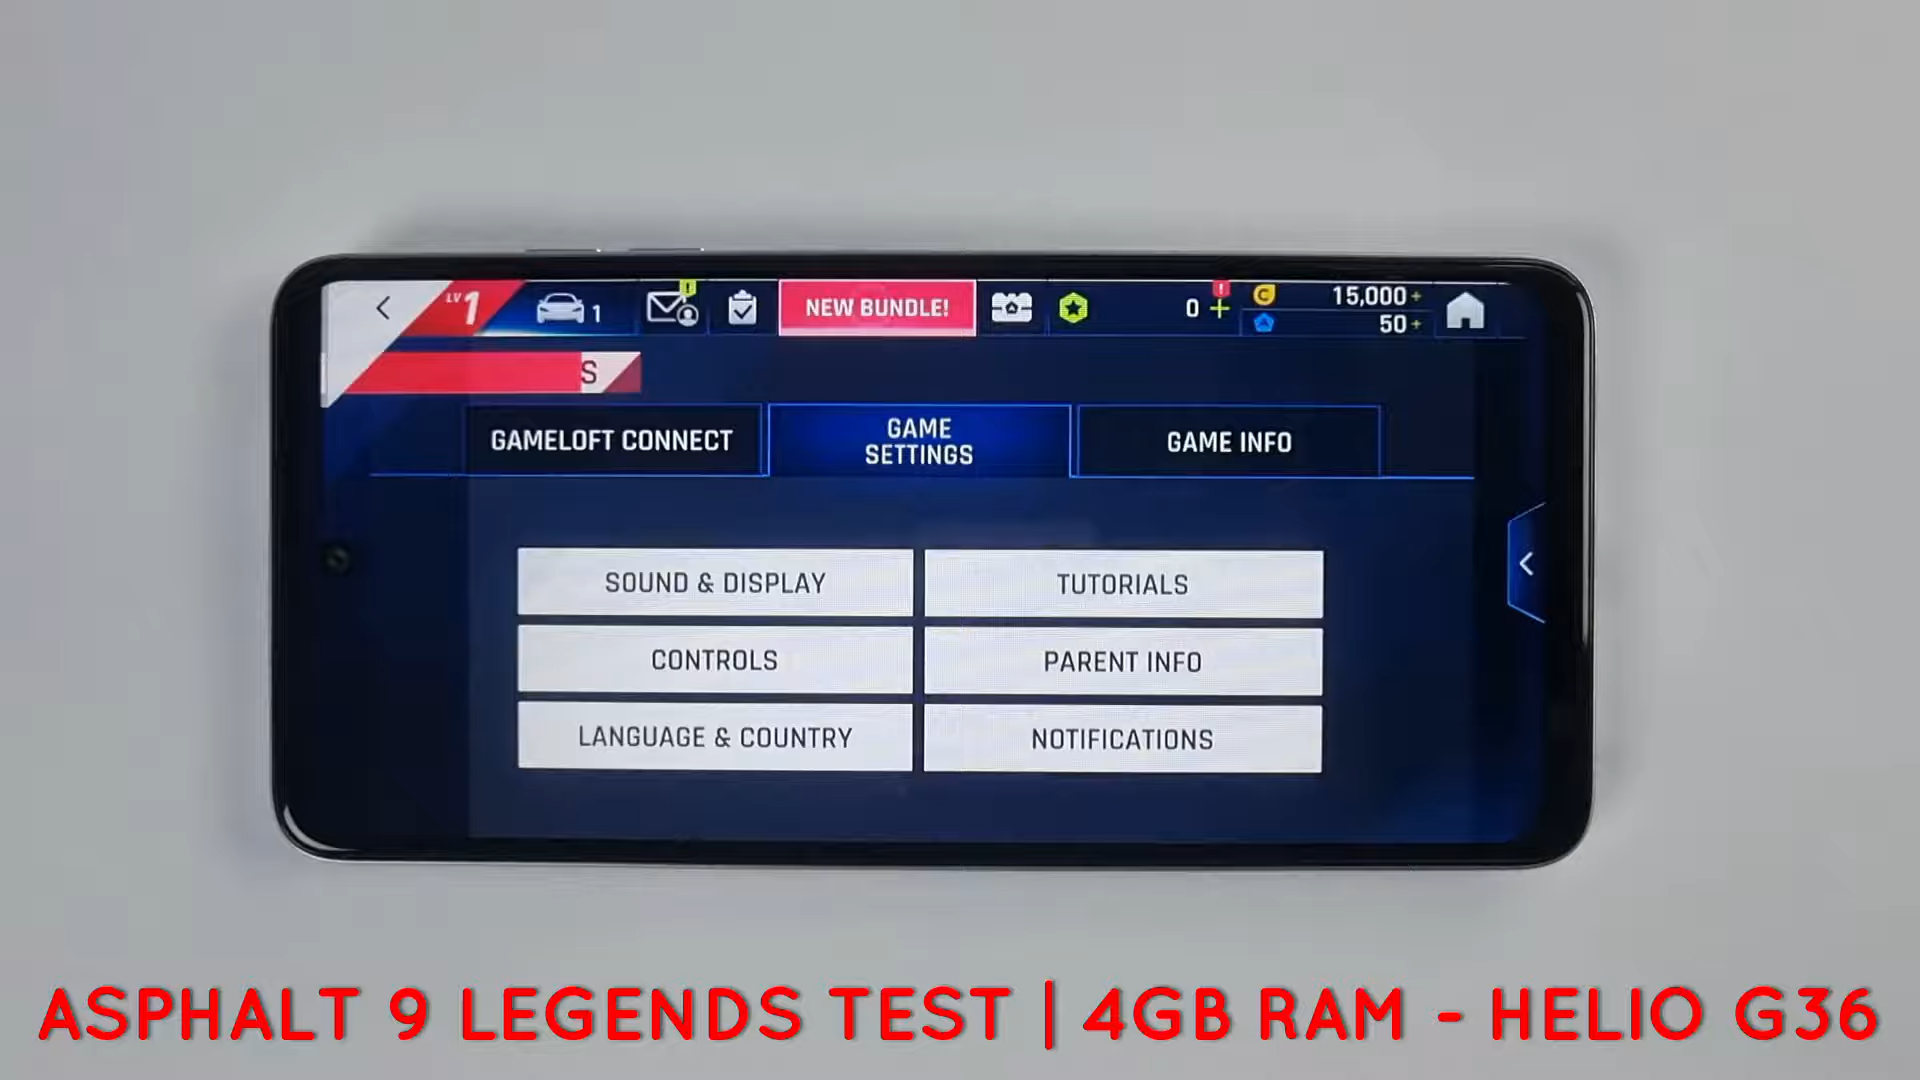 LV 1
1
NEW BUNDLE!
0
15,000
50
S
GAMELOFT CONNECT
GAME
SETTINGS
GAME INFO
SOUND & DISPLAY
TUTORIALS
CONTROLS
PARENT INFO
LANGUAGE & COUNTRY
NOTIFICATIONS
ASPHALT 9 LEGENDS TEST | 4GB RAM - HELIO G36